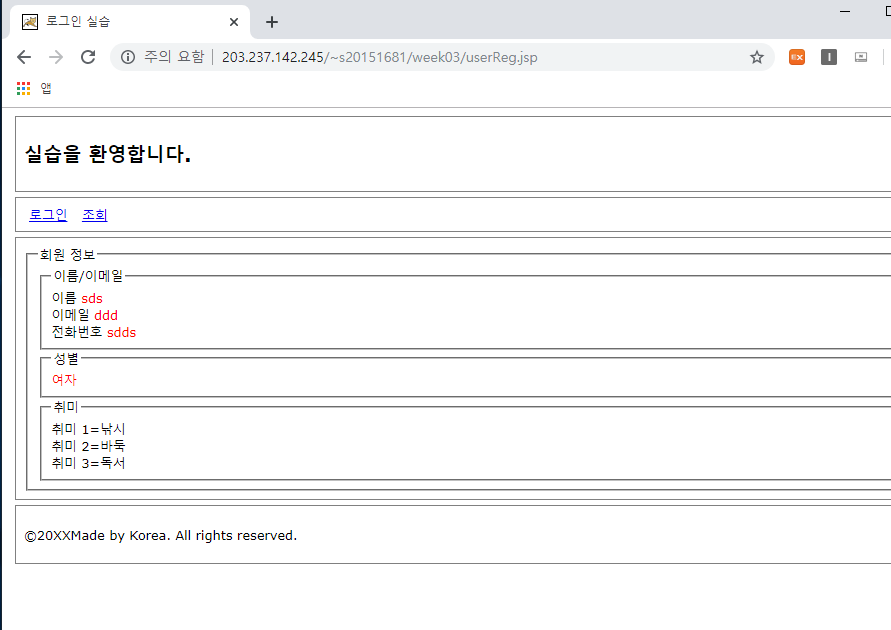 로그인 실습
주의 요함 | 203.237.142.245/~s20151681/week03/userReg.jsp
Ex
I
앱
실습을 환영합니다.
로그인 조회
회원 정보
이름/이메일
이름 sds
이메일 ddd
전화번호 sdds
성별
여자
취미
취미 1=낚시
취미 2=바둑
취미 3=독서
©20XXMade by Korea. All rights reserved.